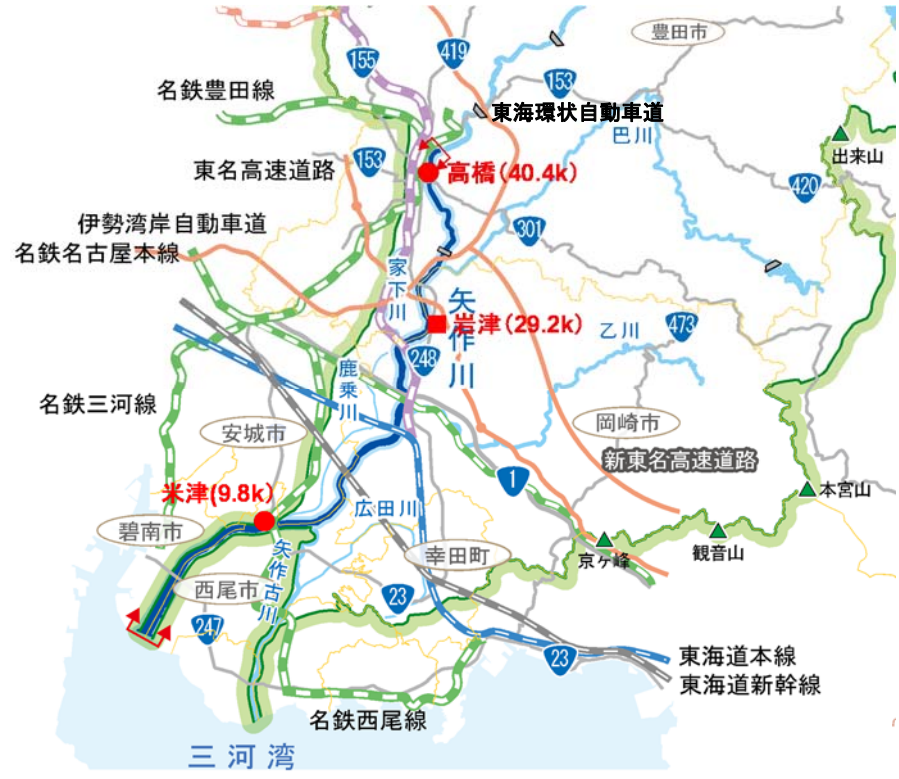 豊田市
419
155
153
名鉄豊田線
東海環状自動車道
巴川
出来山
東名高速道路
153
高橋(40.4k)
420
伊勢湾岸自動車道
301
名鉄名古屋本線
家下川
矢作川
岩津(29.2k)
乙川
473
248
鹿乗川
名鉄三河線
岡崎市
安城市
新東名高速道路
1
本宮山
米津(9.8k)
広田川
碧南市
観音山
幸田町
京ヶ峰
矢作古川
西尾市
23
247
23
東海道本線
東海道新幹線
名鉄西尾線
三河湾